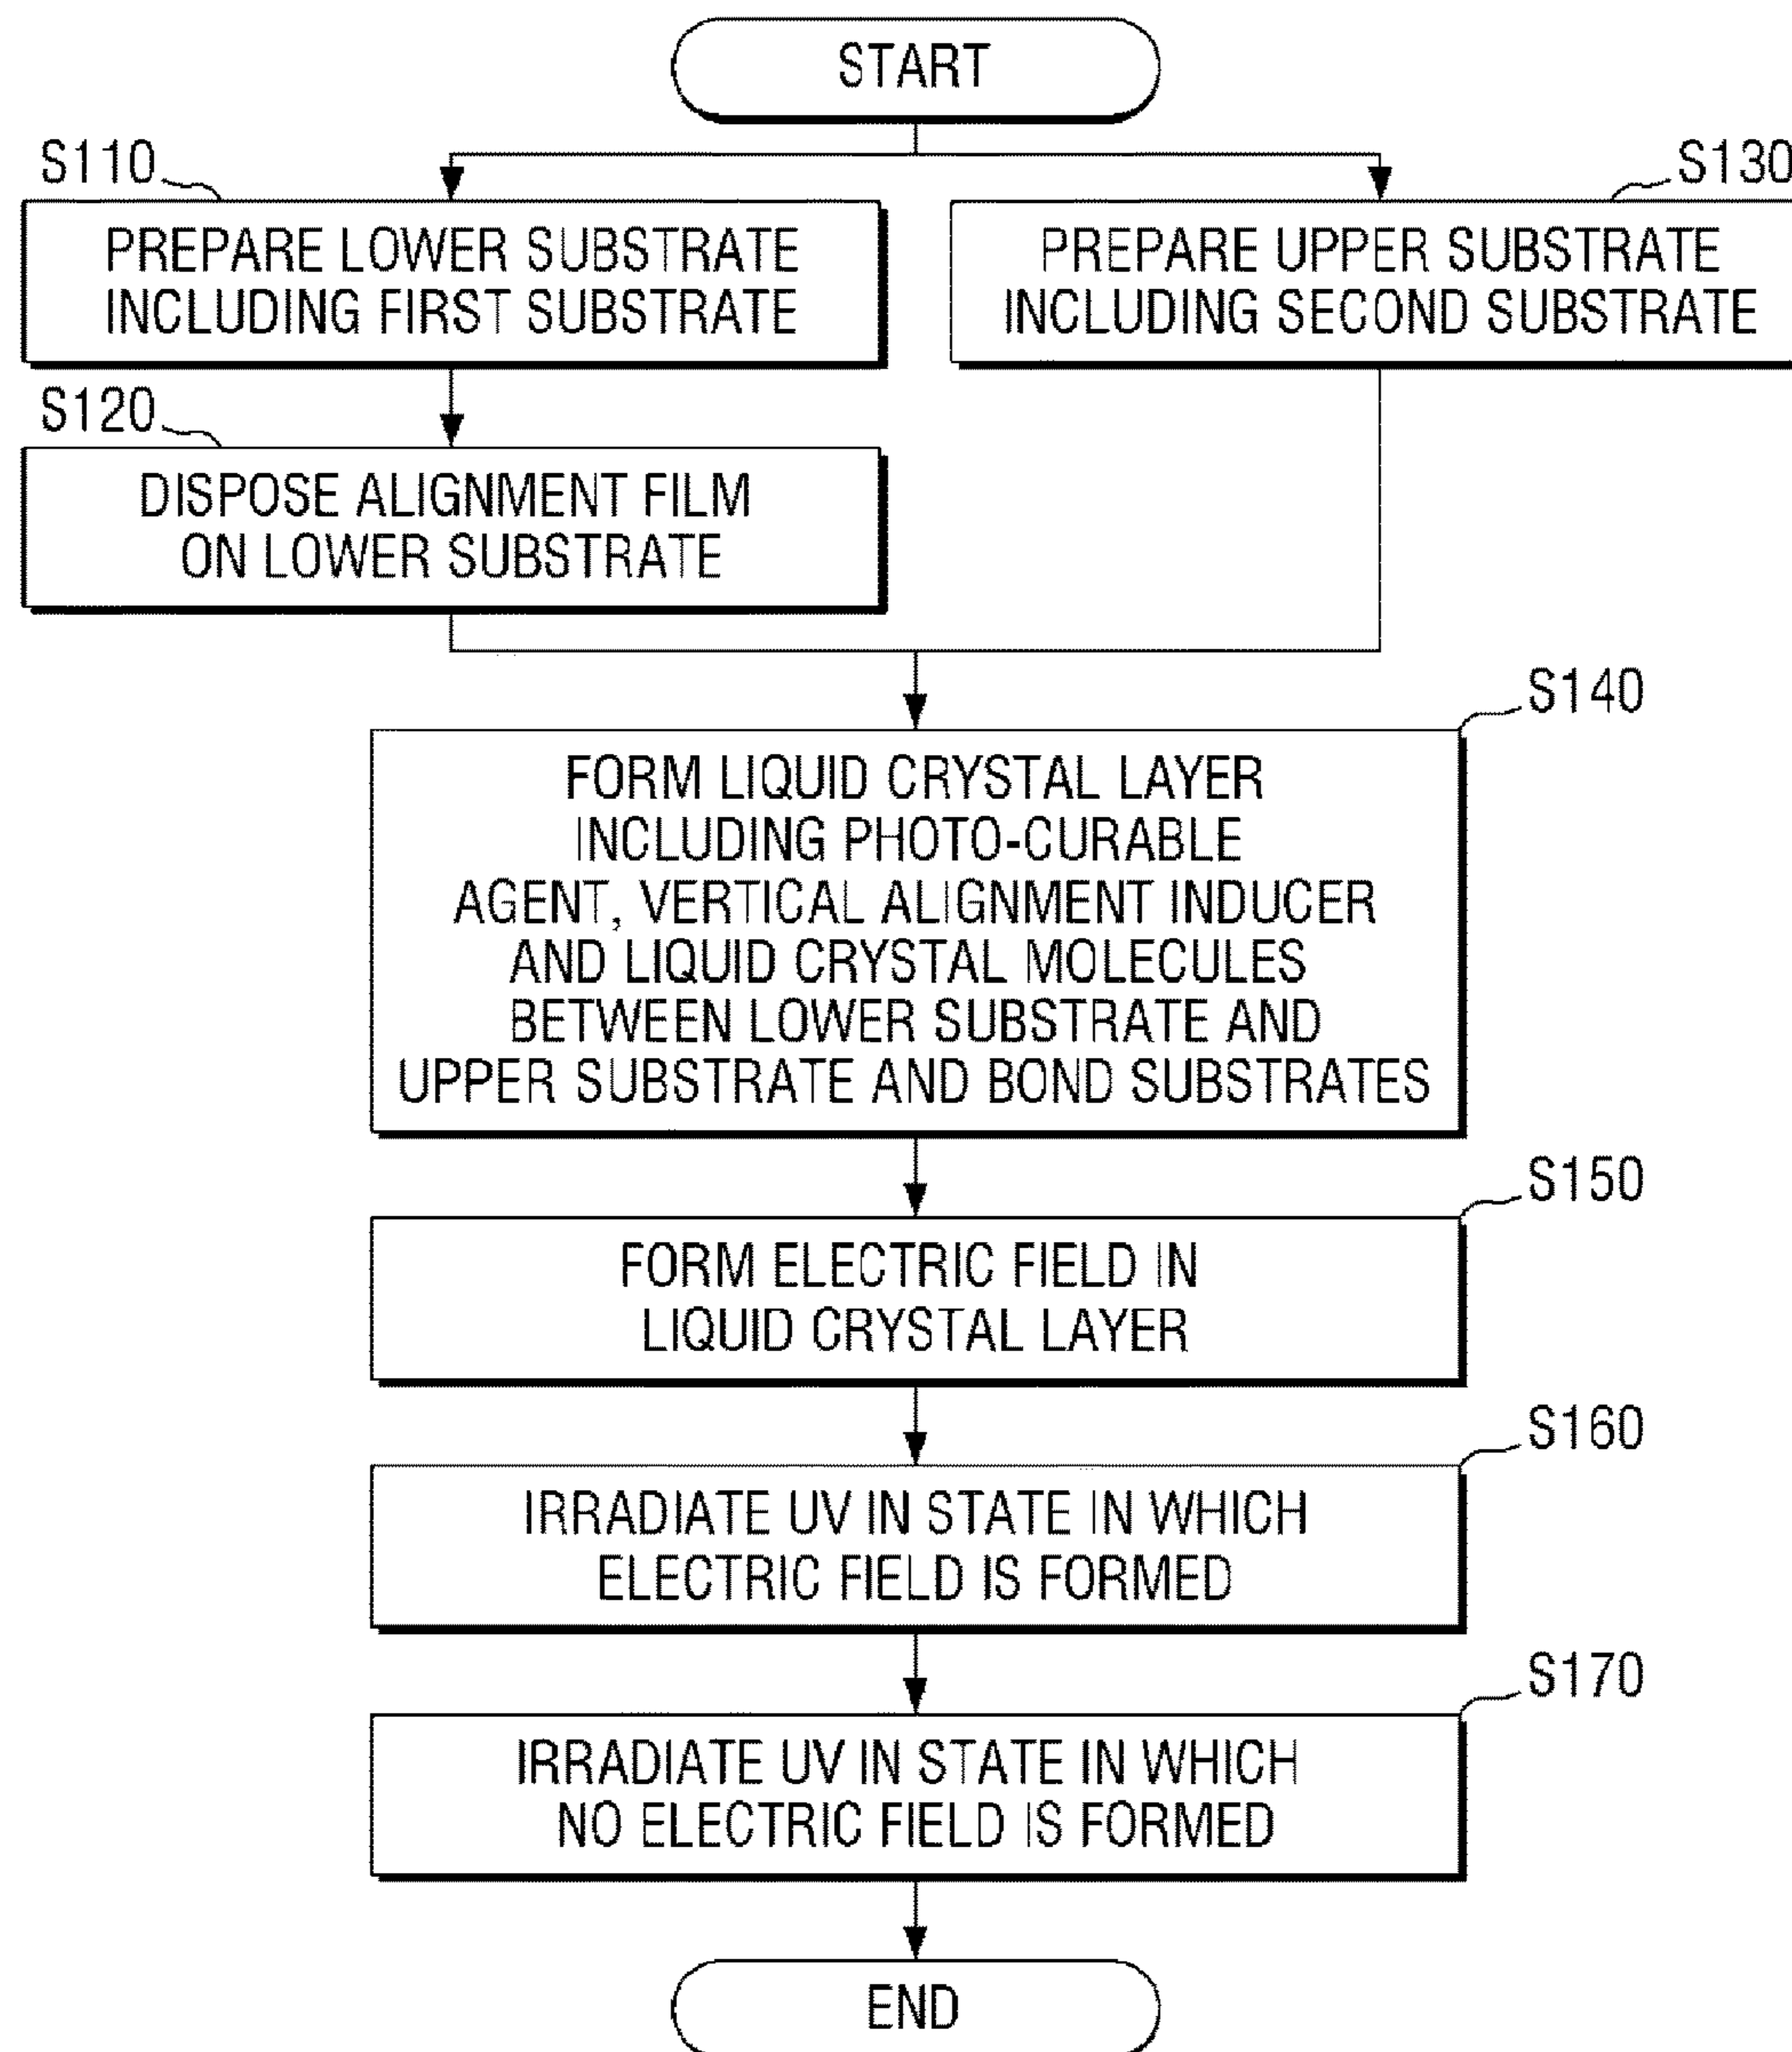 START
S110
PREPARE LOWER SUBSTRATE
INCLUDING FIRST SUBSTRATE
S130
PREPARE UPPER SUBSTRATE
INCLUDING SECOND SUBSTRATE
S120
DISPOSE ALIGNMENT FILM
ON LOWER SUBSTRATE
S140
FORM LIQUID CRYSTAL LAYER
INCLUDING PHOTO-CURABLE
AGENT, VERTICAL ALIGNMENT INDUCER
AND LIQUID CRYSTAL MOLECULES
BETWEEN LOWER SUBSTRATE AND
UPPER SUBSTRATE AND BOND SUBSTRATES
S150
FORM ELECTRIC FIELD IN
LIQUID CRYSTAL LAYER
S160
IRRADIATE UV IN STATE IN WHICH
ELECTRIC FIELD IS FORMED
S170
IRRADIATE UV IN STATE IN WHICH
NO ELECTRIC FIELD IS FORMED
END